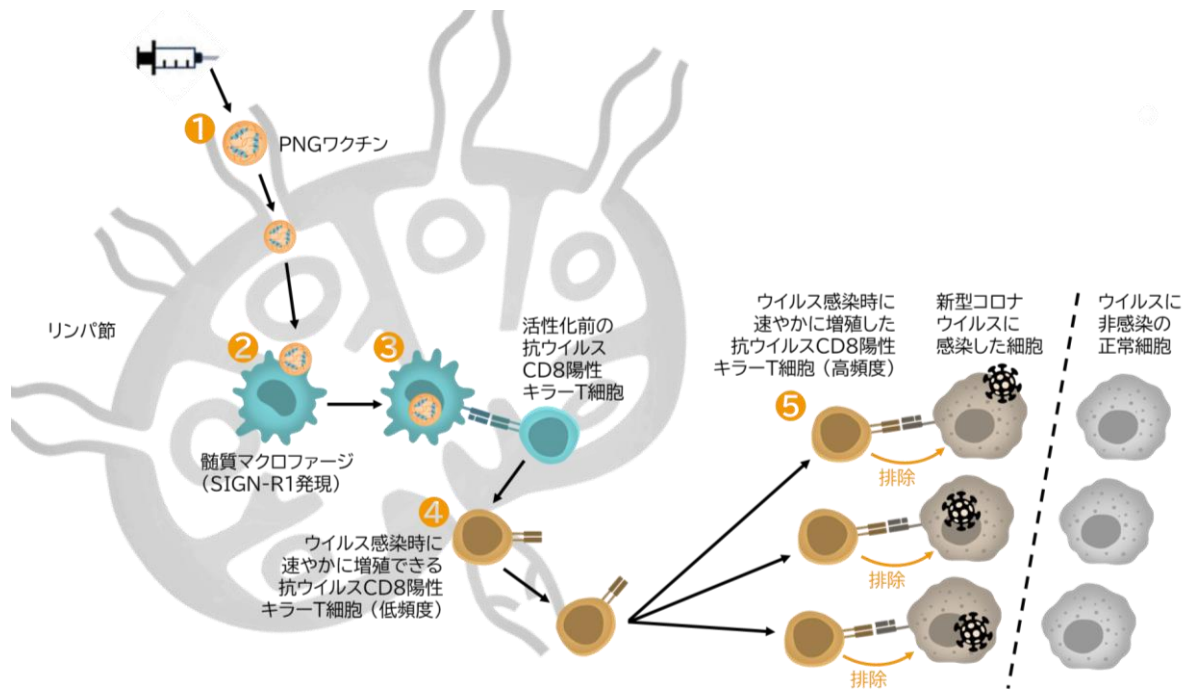 ❶
PNGワクチン
リンパ節
❷
髄質マクロファージ
（SIGN-R1発現）
❸
活性化前の
抗ウイルス
CD8陽性
キラーT細胞
❹
ウイルス感染時に
速やかに増殖できる
抗ウイルスCD8陽性
キラーT細胞（低頻度）
ウイルス感染時に
速やかに増殖した
抗ウイルスCD8陽性
キラーT細胞（高頻度）
❺
新型コロナ
ウイルスに
感染した細胞
ウイルスに
非感染の
正常細胞
排除
排除
排除